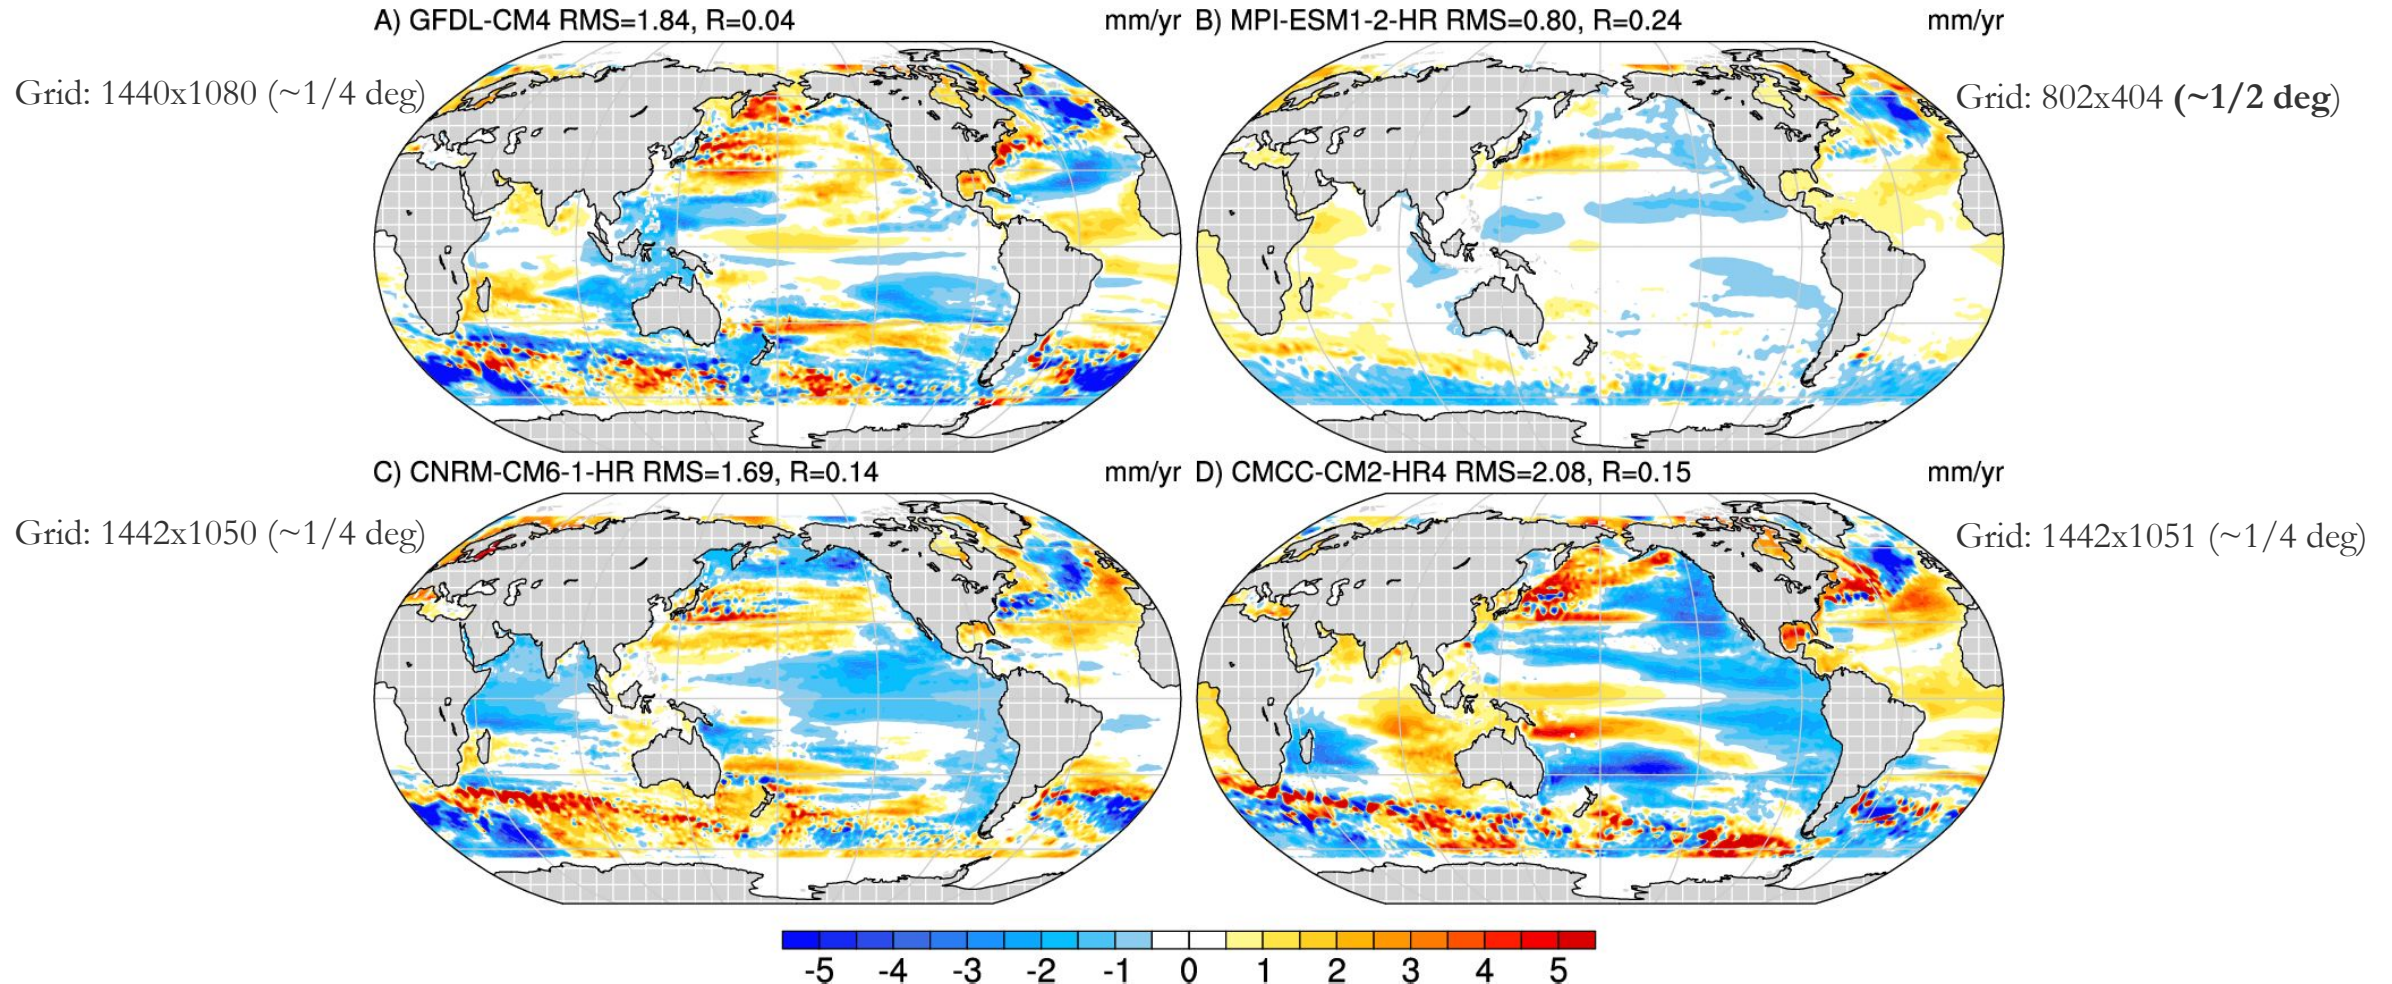 A) GFDL-CM4 RMS=1.84, R=0.04 mm/yr
B) MPI-ESM1-2-HR RMS=0.80, R=0.24 mm/yr
Grid: 1440x1080 (~1/4 deg)
Grid: 802x404 (~1/2 deg)
C) CNRM-CM6-1-HR RMS=1.69, R=0.14 mm/yr
D) CMCC-CM2-HR4 RMS=2.08, R=0.15 mm/yr
Grid: 1442x1050 (~1/4 deg)
Grid: 1442x1051 (~1/4 deg)
-5 -4 -3 -2 -1 0 1 2 3 4 5